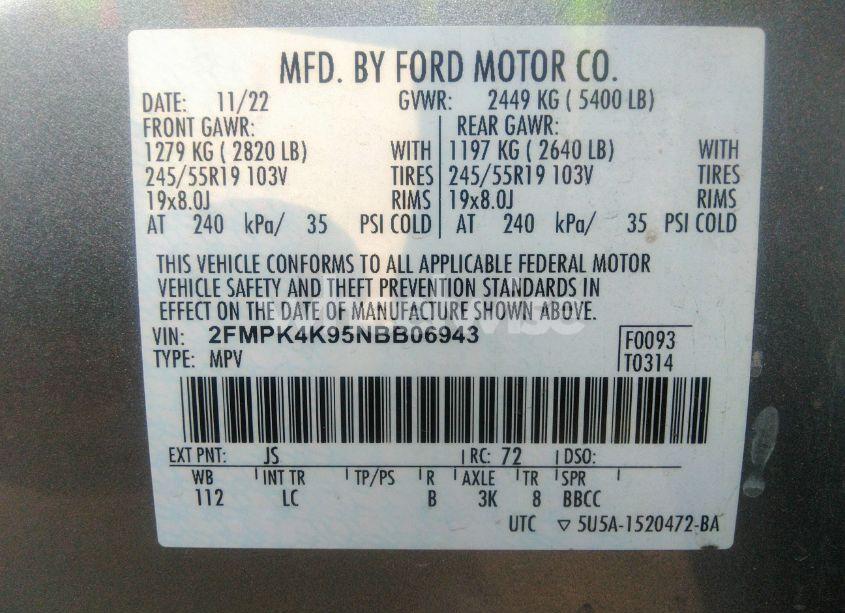 MFD. BY FORD MOTOR CO.
DATE: 11/22 GVWR: 2449 KG ( 5400 LB)
FRONT GAWR: REAR GAWR:
1279 KG ( 2820 LB) WITH 1197 KG ( 2640 LB) WITH
245/55R19 103V TIRES 245/55R19 103V TIRES
19x8.0J RIMS 19x8.0J RIMS
AT 240 kPa/ 35 PSI COLD AT 240 kPa/ 35 PSI COLD
THIS VEHICLE CONFORMS TO ALL APPLICABLE FEDERAL MOTOR
VEHICLE SAFETY AND THEFT PREVENTION STANDARDS IN
EFFECT ON THE DATE OF MANUFACTURE SHOWN ABOVE.
VIN: 2FMPK4K95NBB06943 F0093
TYPE: MPV T0314
EXT PNT: JS RC: 72 DSO:
WB INT TR TP/PS R AXLE TR SPR
112 LC B 3K 8 BBCC
UTC ▽ 5U5A-1520472-BA